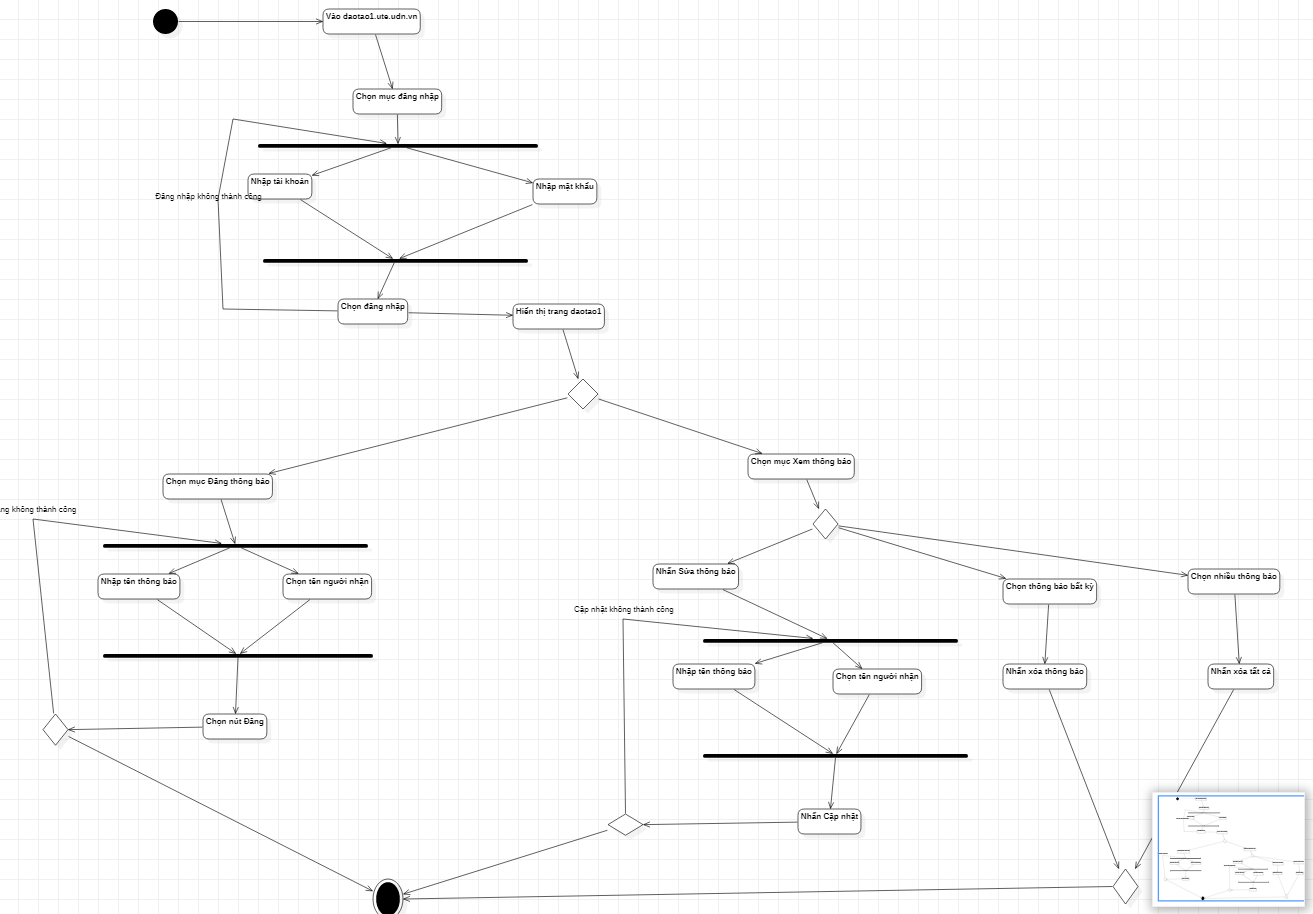 Vào daotao1.ute.udn.vn
Chọn mục đăng nhập
Nhập tài khoản
Nhập mật khẩu
Đăng nhập không thành công
Chọn đăng nhập
Hiển thị trang daotao1
Chọn mục Xem thông báo
Chọn mục Đăng thông báo
ng không thành công
Nhấn Sửa thông báo
Chọn nhiều thông báo
Nhập tên thông báo
Chọn tên người nhận
Chọn thông báo bất kỳ
Cập nhật không thành công
Nhập tên thông báo
Chọn tên người nhận
Nhấn xóa thông báo
Nhấn xóa tất cả
Chọn nút Đăng
Nhấn Cập nhật